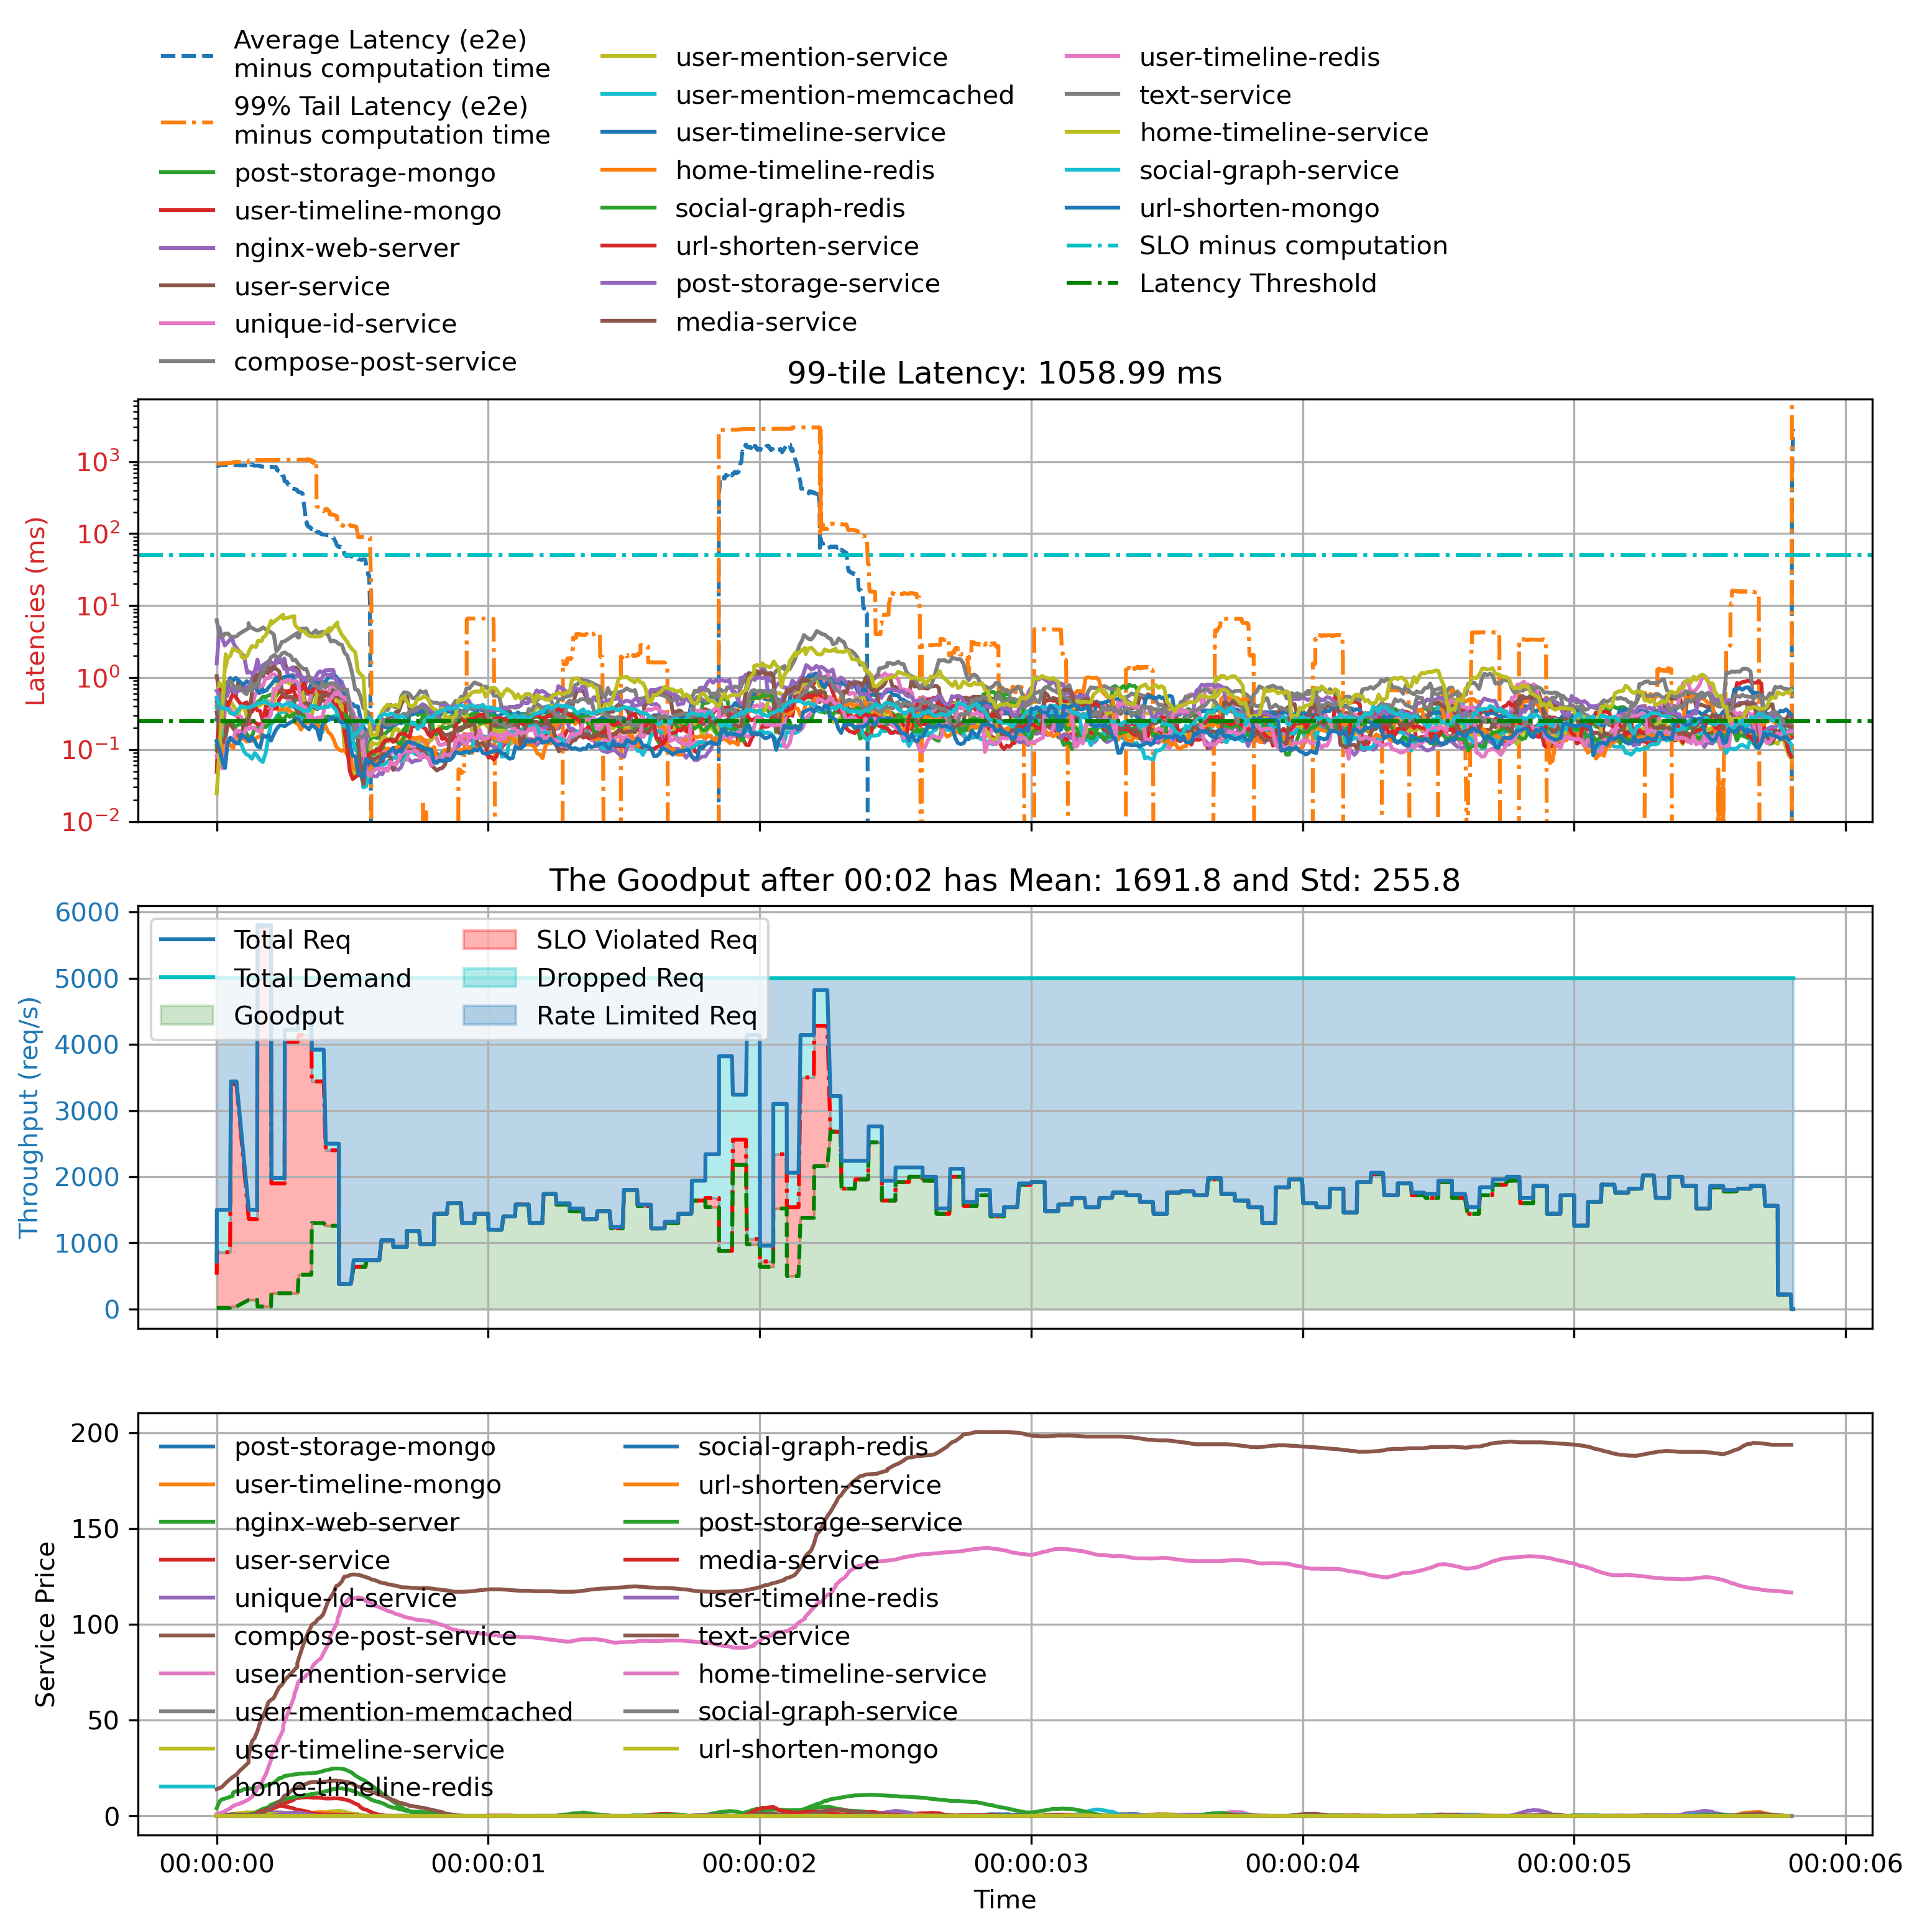 Average Latency (e2e)
minus computation time
99% Tail Latency (e2e)
minus computation time
post-storage-mongo
user-timeline-mongo
nginx-web-server
user-service
unique-id-service
compose-post-service
user-mention-service
user-mention-memcached
user-timeline-service
home-timeline-redis
social-graph-redis
url-shorten-service
post-storage-service
media-service
user-timeline-redis
text-service
home-timeline-service
social-graph-service
url-shorten-mongo
SLO minus computation
Latency Threshold
99-tile Latency: 1058.99 ms
Latencies (ms)
10³
10²
10¹
10⁰
10⁻¹
10⁻²
The Goodput after 00:02 has Mean: 1691.8 and Std: 255.8
Throughput (req/s)
6000
5000
4000
3000
2000
1000
0
Total Req
Total Demand
Goodput
SLO Violated Req
Dropped Req
Rate Limited Req
Service Price
200
150
100
50
0
post-storage-mongo
user-timeline-mongo
nginx-web-server
user-service
unique-id-service
compose-post-service
user-mention-service
user-mention-memcached
user-timeline-service
home-timeline-redis
social-graph-redis
url-shorten-service
post-storage-service
media-service
user-timeline-redis
text-service
home-timeline-service
social-graph-service
url-shorten-mongo
00:00:00 00:00:01 00:00:02 00:00:03 00:00:04 00:00:05 00:00:06
Time